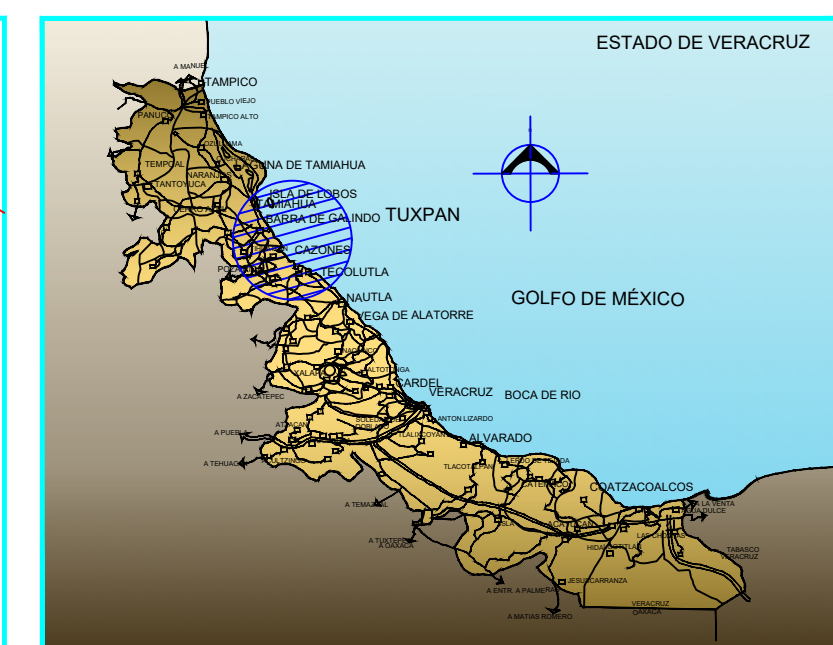 ESTADO DE VERACRUZ
A MANUEL
TAMPICO
PUEBLO VIEJO
PANUCO
TAMPICO ALTO
OZULUAMA
LAGUNA DE TAMIAHUA
TEMPOAL
NARANJOS
TANTOYUCA
ISLA DE LOBOS
TAMIAHUA
BARRA DE GALINDO
TUXPAN
CAZONES
TECOLUTLA
NAUTLA
GOLFO DE MÉXICO
VEGA DE ALATORRE
XALAPA
ALTOTONGA
CARDEL
A ZACATEPEC
VERACRUZ
BOCA DE RIO
ANTON LIZARDO
A PUEBLA
TLALIXCOYAN
ALVARADO
A TEHUACAN
TLACOTALPAN
COATZACOALCOS
A LA VENTA
AGUA DULCE
ISLA
ACAYUCAN
A TUXTEPEC
A OAXACA
LAS CHOAPAS
HIDALGOTITLAN
TABASCO
VERACRUZ
JESUS CARRANZA
A ENTR. A PALMERAS
VERACRUZ
OAXACA
A MATIAS ROMERO